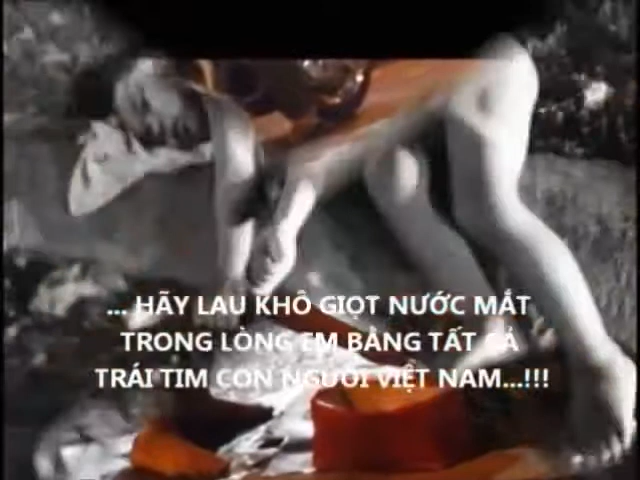 ... HÃY LAU KHÔ GIỌT NƯỚC MẮT
TRONG LÒNG EM BẰNG TẤT CẢ
TRÁI TIM CON NGƯỜI VIỆT NAM...!!!